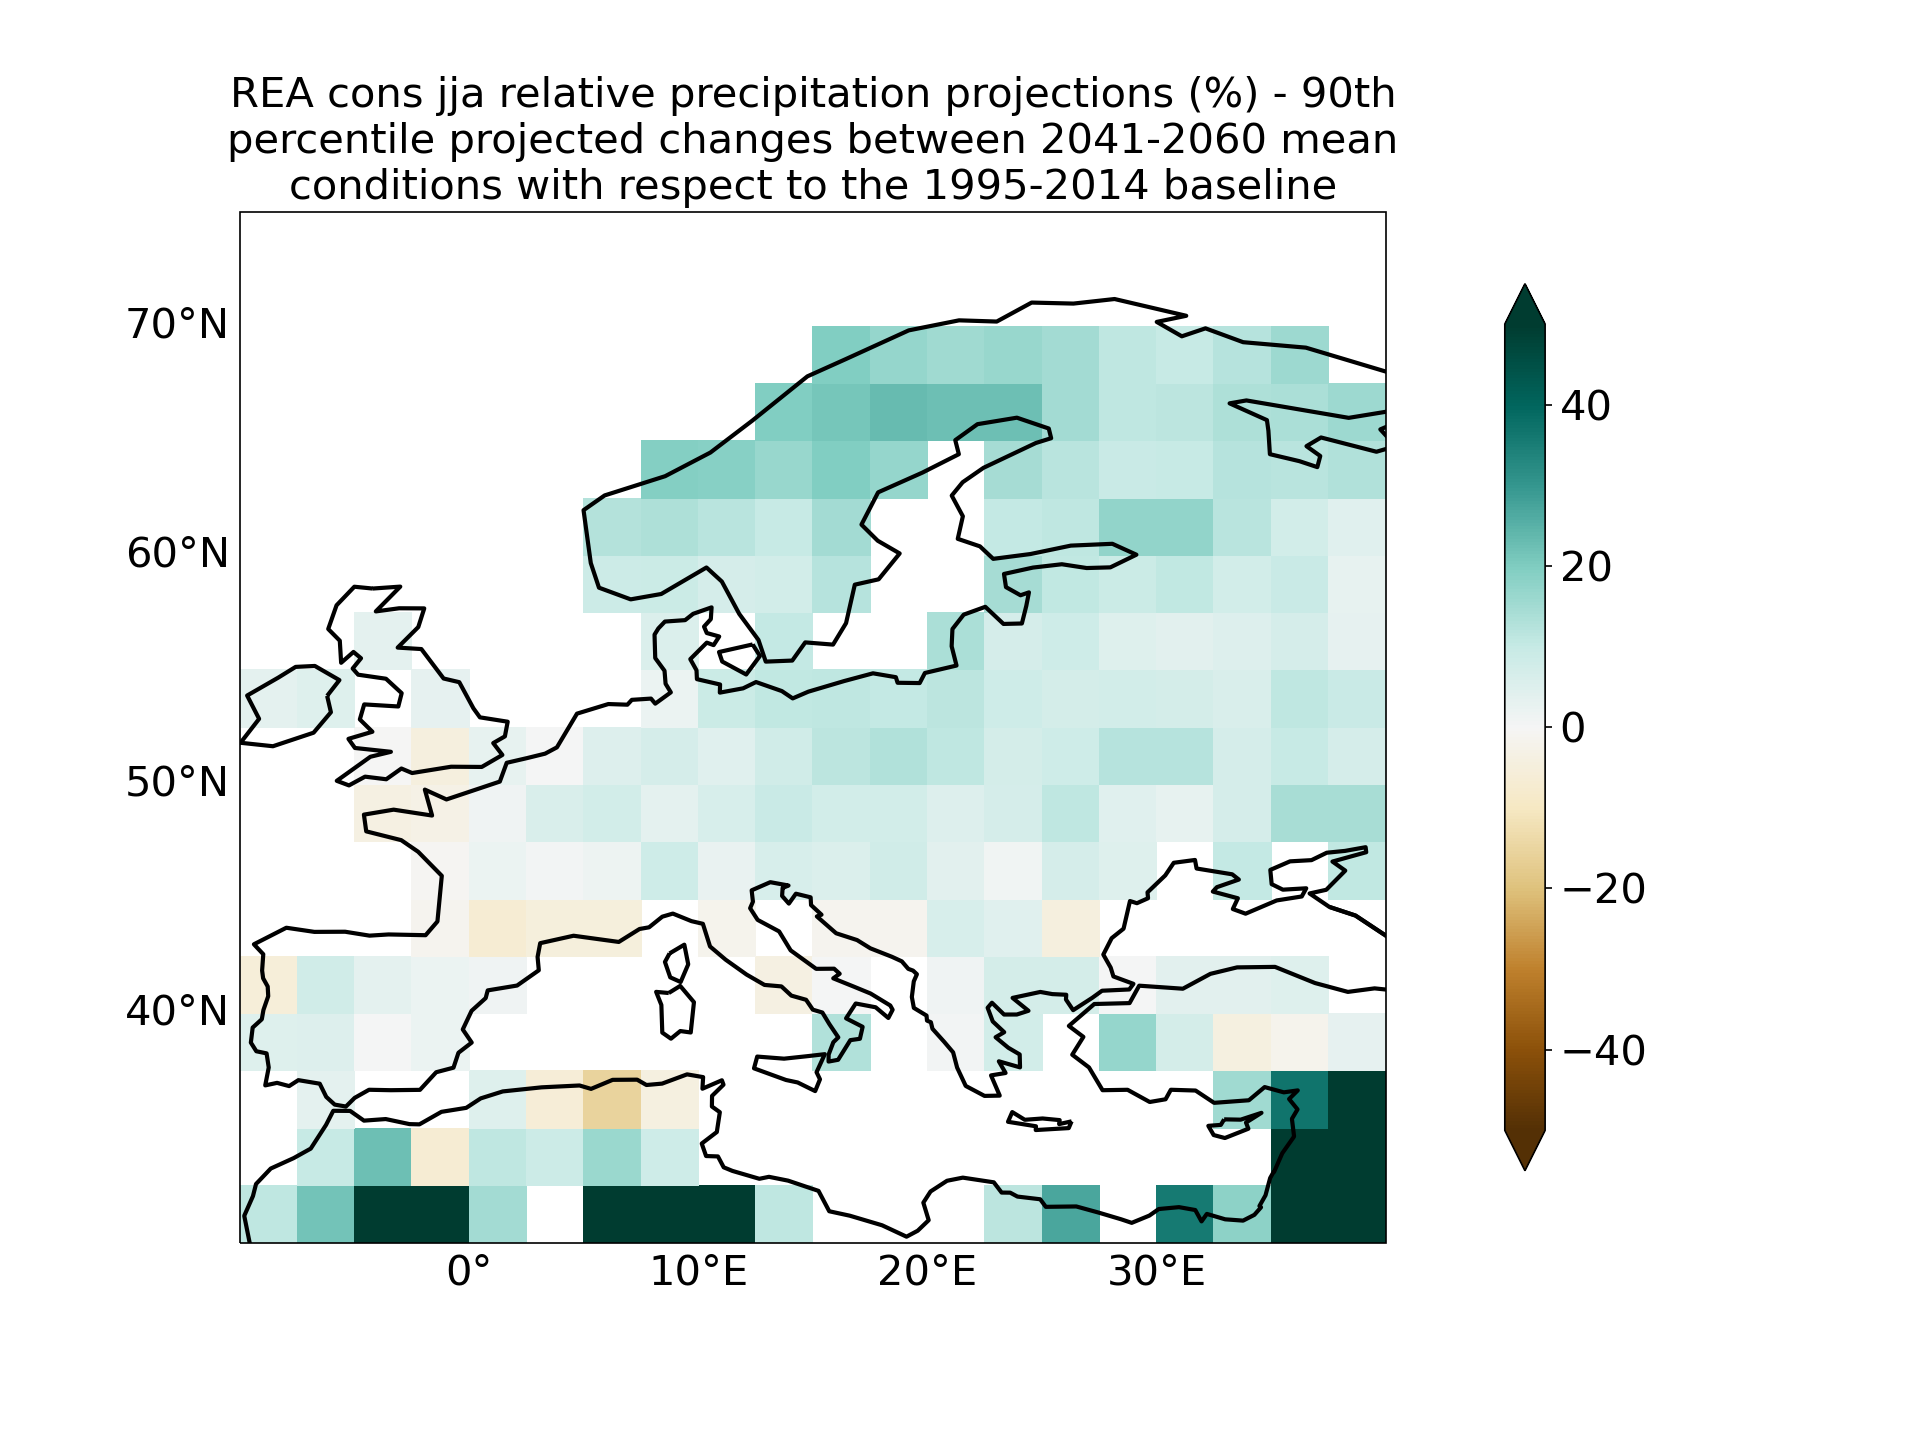 REA cons jja relative precipitation projections (%) - 90th
percentile projected changes between 2041-2060 mean
conditions with respect to the 1995-2014 baseline
70°N
60°N
50°N
40°N
0°
10°E
20°E
30°E
40
20
0
−20
−40